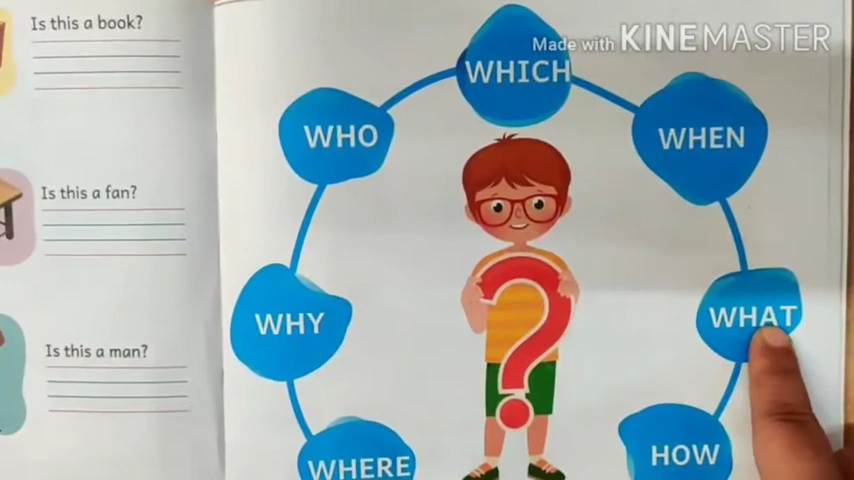 Is this a book?
Is this a fan?
Is this a man?
Made with KINEMASTER
WHICH
WHO
WHEN
WHY
WHAT
WHERE
HOW